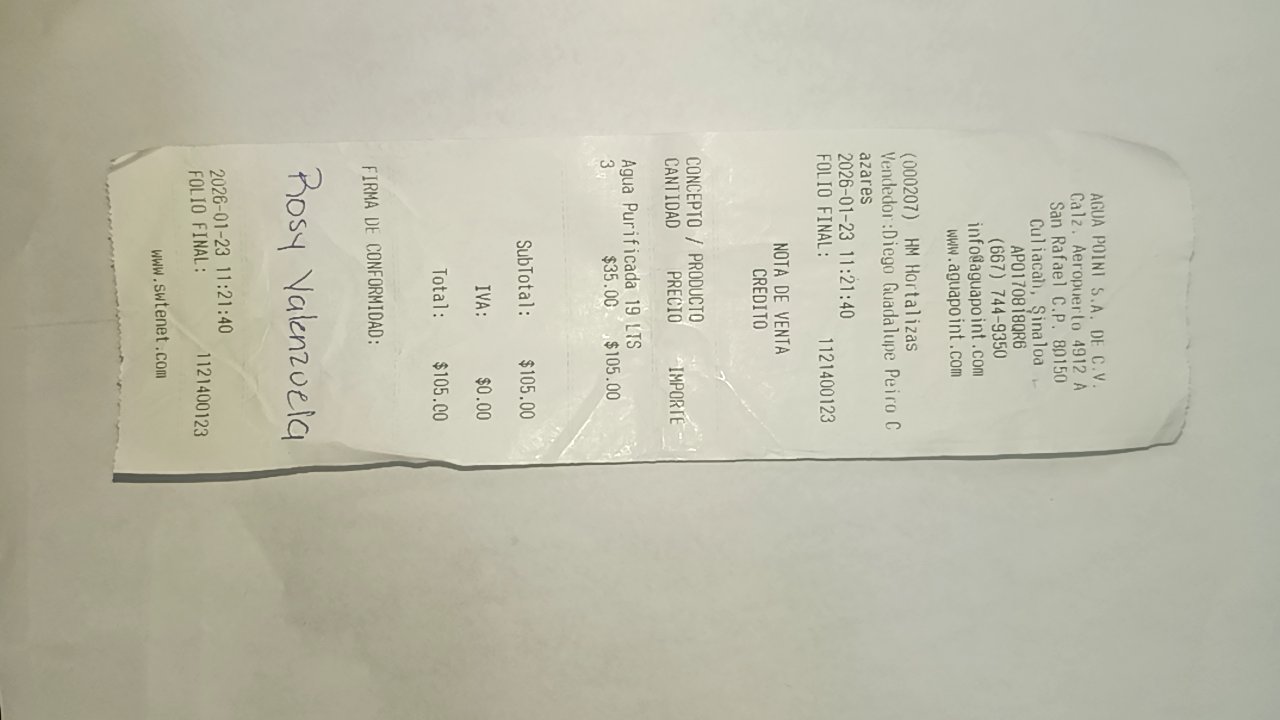 AGUA POINT S.A. DE C.V.
Calz. Aeropuerto 4912 A
San Rafael C.P. 80150
Culiacan, Sinaloa
APO170818QR6
(667) 744-9350
info@aguapoint.com
www.aguapoint.com
(000207) HM Hortalizas
Vendedor:Diego Guadalupe Peiro C
azares
2026-01-23 11:21:40
FOLIO FINAL: 1121400123
NOTA DE VENTA
CREDITO
CONCEPTO / PRODUCTO
CANTIDAD PRECIO IMPORTE
Agua Purificada 19 LTS
3 $35.00 $105.00
SubTotal: $105.00
IVA: $0.00
Total: $105.00
FIRMA DE CONFORMIDAD:
Rosy Valenzuela
2026-01-23 11:21:40
FOLIO FINAL: 1121400123
www.swtenet.com